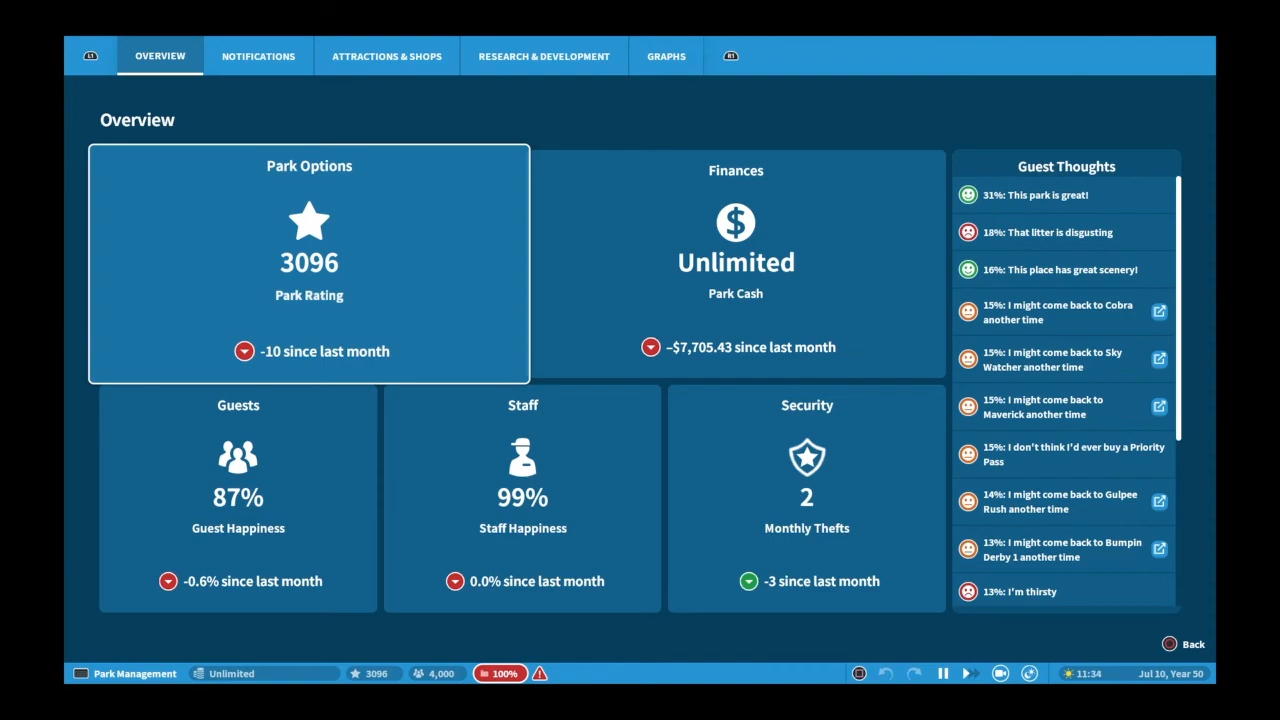 L1
OVERVIEW
NOTIFICATIONS
ATTRACTIONS & SHOPS
RESEARCH & DEVELOPMENT
GRAPHS
R1
Overview
Park Options
3096
Park Rating
-10 since last month
Finances
$
Unlimited
Park Cash
–$7,705.43 since last month
Guests
87%
Guest Happiness
-0.6% since last month
Staff
99%
Staff Happiness
0.0% since last month
Security
2
Monthly Thefts
-3 since last month
Guest Thoughts
31%: This park is great!
18%: That litter is disgusting
16%: This place has great scenery!
15%: I might come back to Cobra
another time
15%: I might come back to Sky
Watcher another time
15%: I might come back to
Maverick another time
15%: I don't think I'd ever buy a Priority
Pass
14%: I might come back to Gulpee
Rush another time
13%: I might come back to Bumpin
Derby 1 another time
13%: I'm thirsty
Back
Park Management
Unlimited
3096
4,000
100%
11:34
Jul 10, Year 50